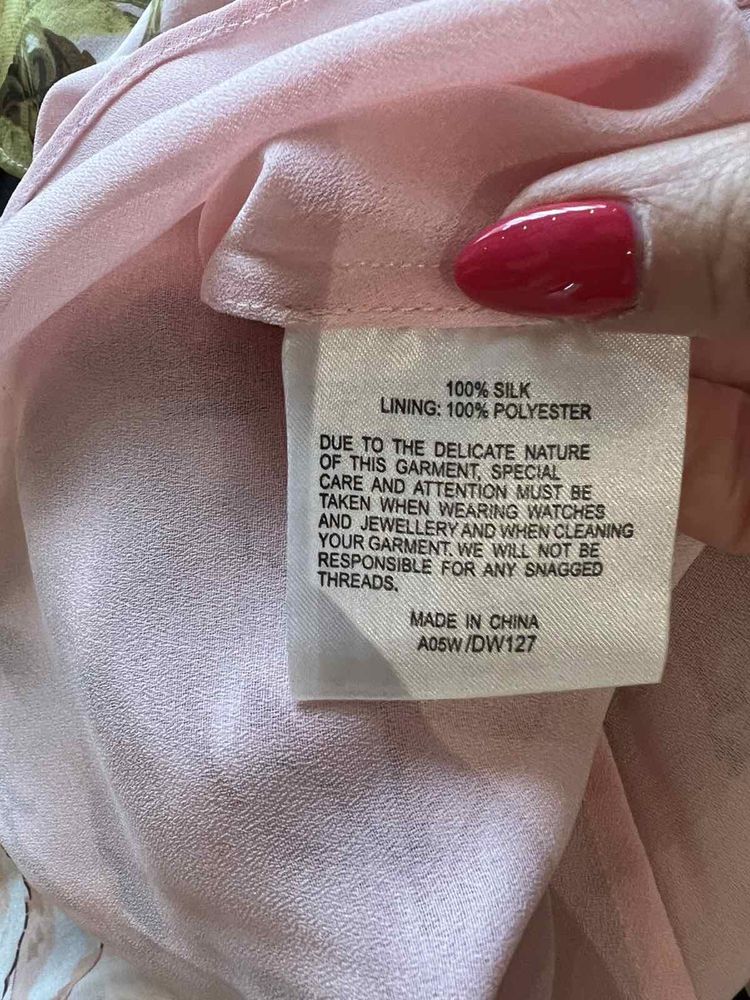 100% SILK
LINING: 100% POLYESTER
DUE TO THE DELICATE NATURE
OF THIS GARMENT, SPECIAL
CARE AND ATTENTION MUST BE
TAKEN WHEN WEARING WATCHES
AND JEWELLERY AND WHEN CLEANING
YOUR GARMENT. WE WILL NOT BE
RESPONSIBLE FOR ANY SNAGGED
THREADS.
MADE IN CHINA
A05W/DW127